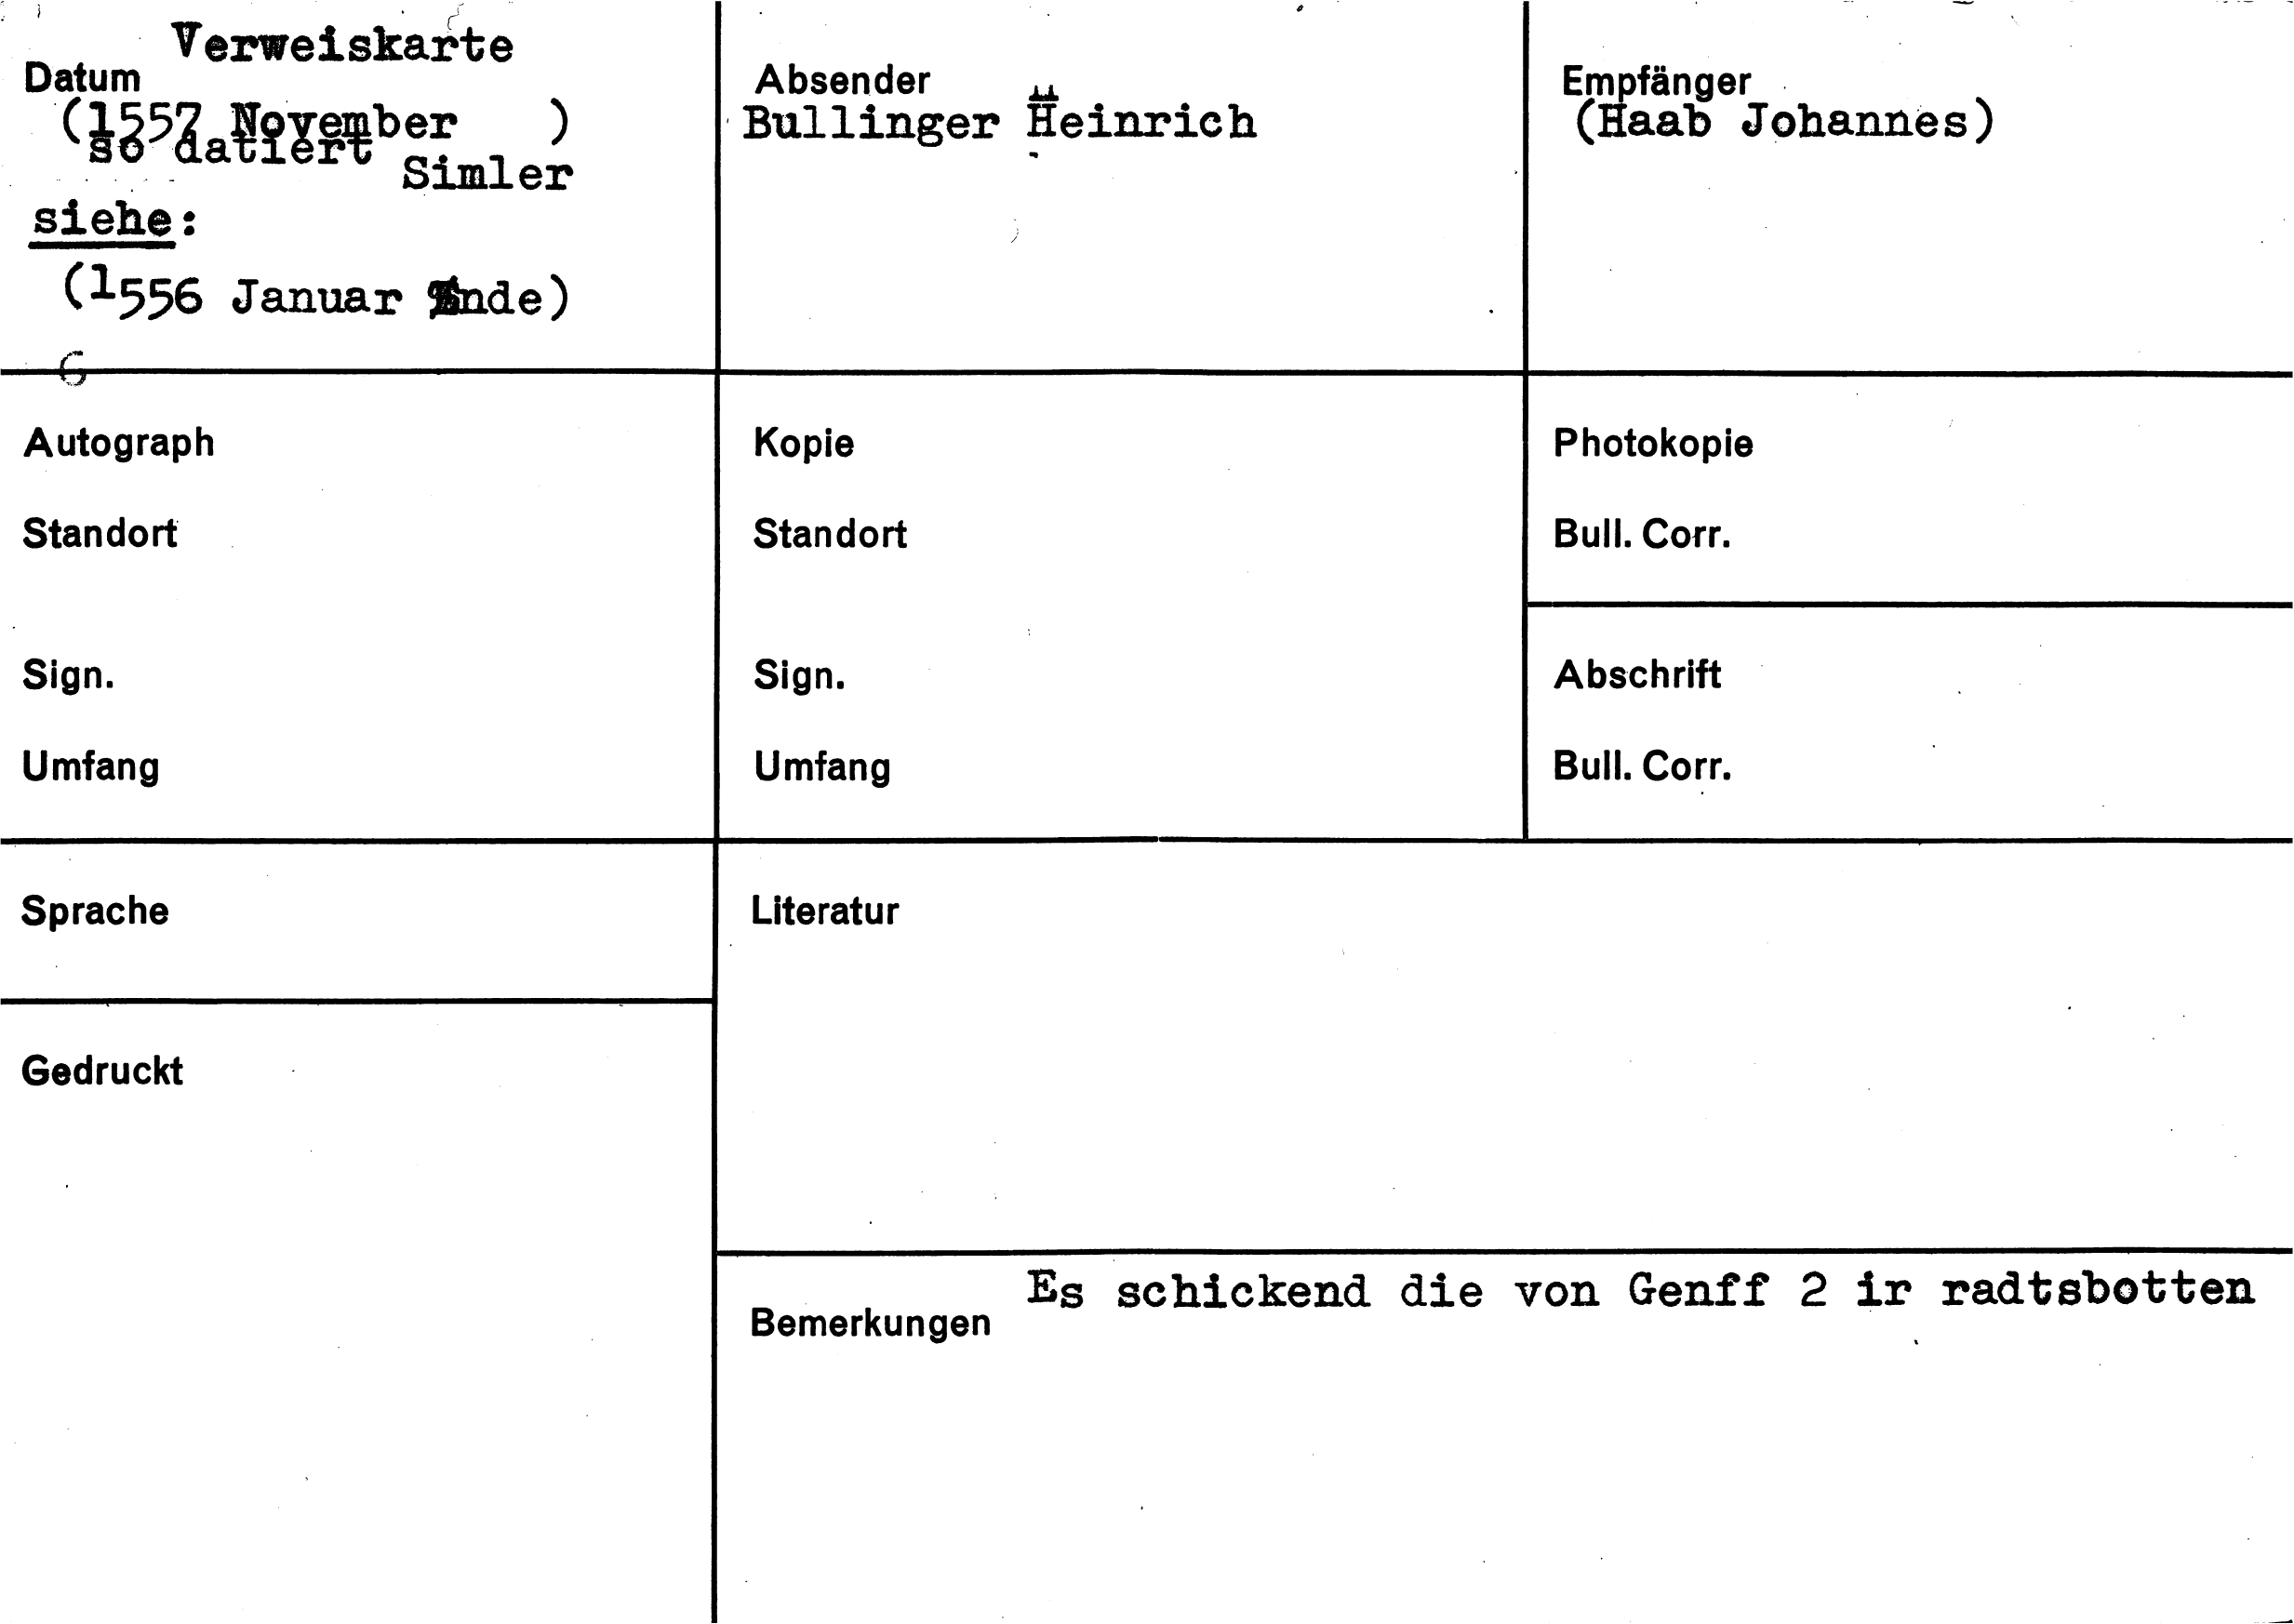 Verweiskarte
Datum
(1557 November )
so datiert
Simler
siehe:
(1556 Januar Ende)
6
Absender
Bullinger Heinrich
Empfänger
(Haab Johannes)
Autograph
Standort
Sign.
Umfang
Kopie
Standort
Sign.
Umfang
Photokopie
Bull. Corr.
Abschrift
Bull. Corr.
Sprache
Literatur
Gedruckt
Es schickend die von Genff 2 ir radtsbotten
Bemerkungen